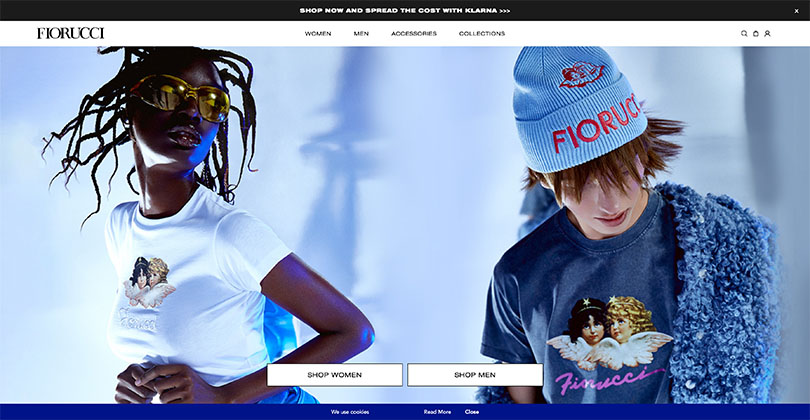 SHOP NOW AND SPREAD THE COST WITH KLARNA >>>
x
FIORUCCI
WOMEN
MEN
ACCESSORIES
COLLECTIONS
FIORUCCI
Fiorucci
SHOP WOMEN
SHOP MEN
We use cookies
Read More
Close